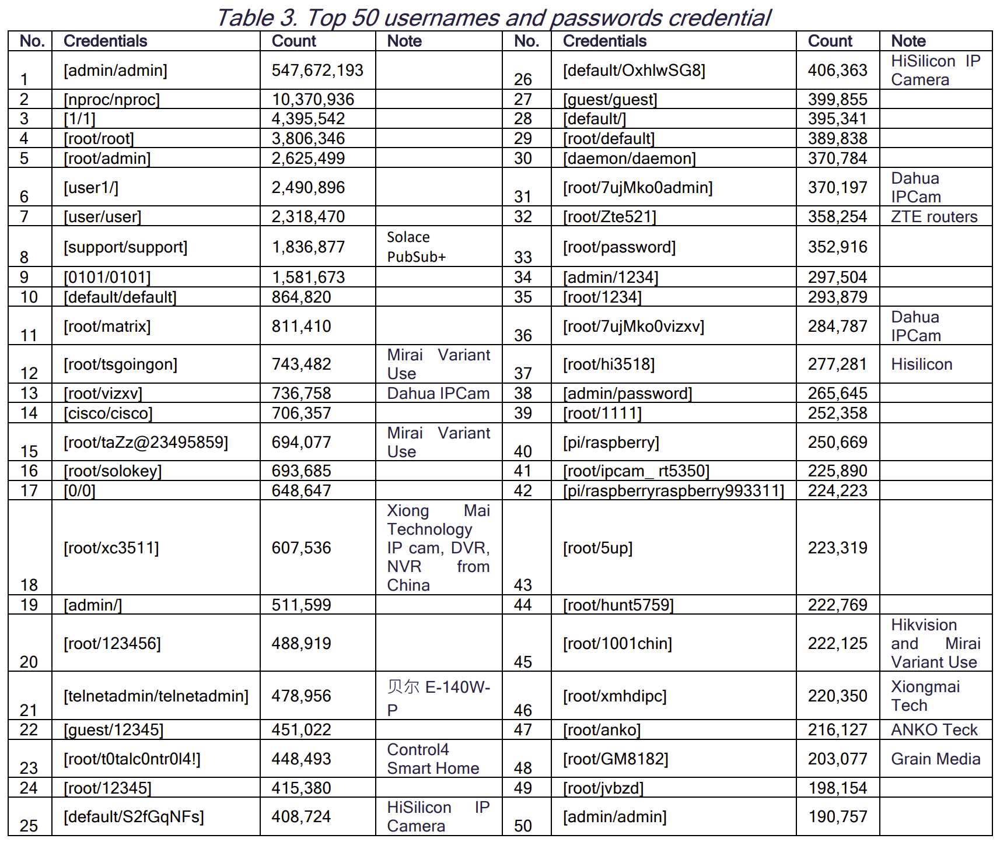 Table 3. Top 50 usernames and passwords credential
No. Credentials Count Note No. Credentials Count Note
1 [admin/admin] 547,672,193 26 [default/OxhlwSG8] 406,363 HiSilicon IP
Camera
2 [nproc/nproc] 10,370,936 27 [guest/guest] 399,855
3 [1/1] 4,395,542 28 [default/] 395,341
4 [root/root] 3,806,346 29 [root/default] 389,838
5 [root/admin] 2,625,499 30 [daemon/daemon] 370,784
6 [user1/] 2,490,896 31 [root/7ujMko0admin] 370,197 Dahua
IPCam
7 [user/user] 2,318,470 32 [root/Zte521] 358,254 ZTE routers
8 [support/support] 1,836,877 Solace
PubSub+
33 [root/password] 352,916
9 [0101/0101] 1,581,673 34 [admin/1234] 297,504
10 [default/default] 864,820 35 [root/1234] 293,879
11 [root/matrix] 811,410 36 [root/7ujMko0vizxv] 284,787 Dahua
IPCam
12 [root/tsgoingon] 743,482 Mirai Variant
Use
37 [root/hi3518] 277,281 Hisilicon
13 [root/vizxv] 736,758 Dahua IPCam 38 [admin/password] 265,645
14 [cisco/cisco] 706,357 39 [root/1111] 252,358
15 [root/taZz@23495859] 694,077 Mirai Variant
Use
40 [pi/raspberry] 250,669
16 [root/solokey] 693,685 41 [root/ipcam_ rt5350] 225,890
17 [0/0] 648,647 42 [pi/raspberryraspberry993311] 224,223
18 [root/xc3511] 607,536 Xiong Mai
Technology
IP cam, DVR,
NVR from
China
43 [root/5up] 223,319
19 [admin/] 511,599 44 [root/hunt5759] 222,769
20 [root/123456] 488,919 45 [root/1001chin] 222,125 Hikvision
and Mirai
Variant Use
21 [telnetadmin/telnetadmin] 478,956 贝尔 E-140W-
P
46 [root/xmhdipc] 220,350 Xiongmai
Tech
22 [guest/12345] 451,022 47 [root/anko] 216,127 ANKO Teck
23 [root/t0talc0ntr0l4!] 448,493 Control4
Smart Home
48 [root/GM8182] 203,077 Grain Media
24 [root/12345] 415,380 49 [root/jvbzd] 198,154
25 [default/S2fGqNFs] 408,724 HiSilicon IP
Camera
50 [admin/admin] 190,757